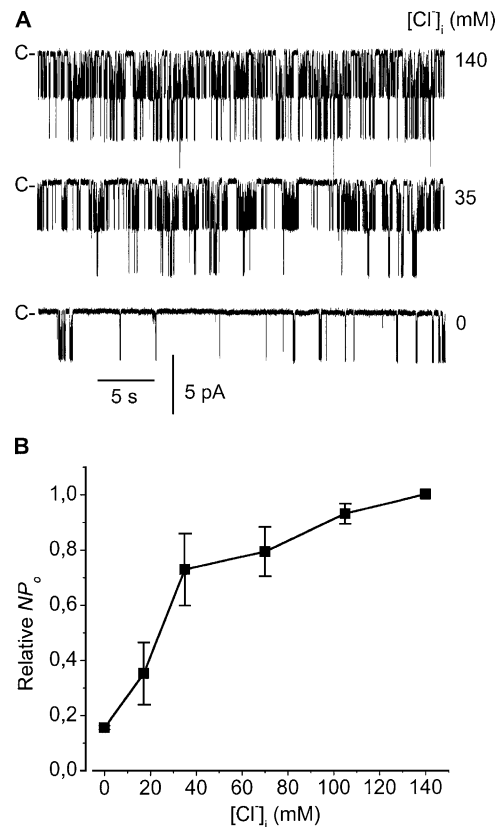 A
[Cl⁻]ᵢ (mM)
C-
140
C-
35
C-
0
5 s
5 pA
B
1,0
0,8
0,6
0,4
0,2
0,0
Relative NPₒ
0 20 40 60 80 100 120 140
[Cl⁻]ᵢ (mM)